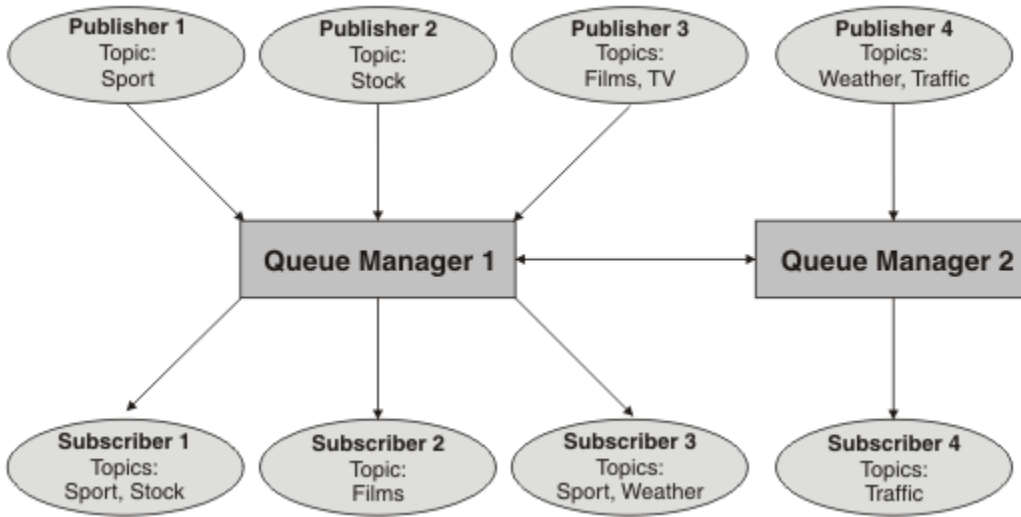 Publisher 1
Topic:
Sport
Publisher 2
Topic:
Stock
Publisher 3
Topics:
Films, TV
Publisher 4
Topics:
Weather, Traffic
Queue Manager 1
Queue Manager 2
Subscriber 1
Topics:
Sport, Stock
Subscriber 2
Topic:
Films
Subscriber 3
Topics:
Sport, Weather
Subscriber 4
Topics:
Traffic